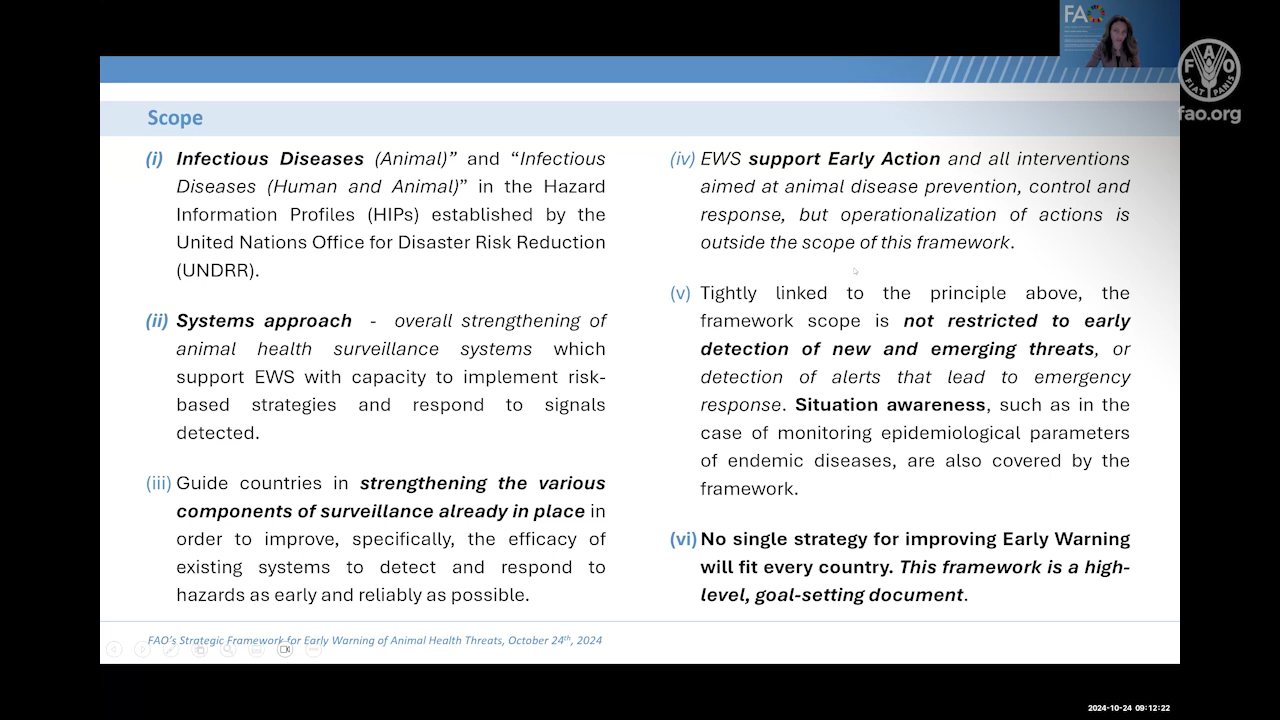 FAO
F A O
FIAT PANIS
fao.org
Scope
(i) Infectious Diseases (Animal)” and “Infectious
Diseases (Human and Animal)” in the Hazard
Information Profiles (HIPs) established by the
United Nations Office for Disaster Risk Reduction
(UNDRR).
(ii) Systems approach - overall strengthening of
animal health surveillance systems which
support EWS with capacity to implement risk-
based strategies and respond to signals
detected.
(iii) Guide countries in strengthening the various
components of surveillance already in place in
order to improve, specifically, the efficacy of
existing systems to detect and respond to
hazards as early and reliably as possible.
(iv) EWS support Early Action and all interventions
aimed at animal disease prevention, control and
response, but operationalization of actions is
outside the scope of this framework.
(v) Tightly linked to the principle above, the
framework scope is not restricted to early
detection of new and emerging threats, or
detection of alerts that lead to emergency
response. Situation awareness, such as in the
case of monitoring epidemiological parameters
of endemic diseases, are also covered by the
framework.
(vi) No single strategy for improving Early Warning
will fit every country. This framework is a high-
level, goal-setting document.
FAO’s Strategic Framework for Early Warning of Animal Health Threats, October 24th, 2024
2024-10-24 09:12:22